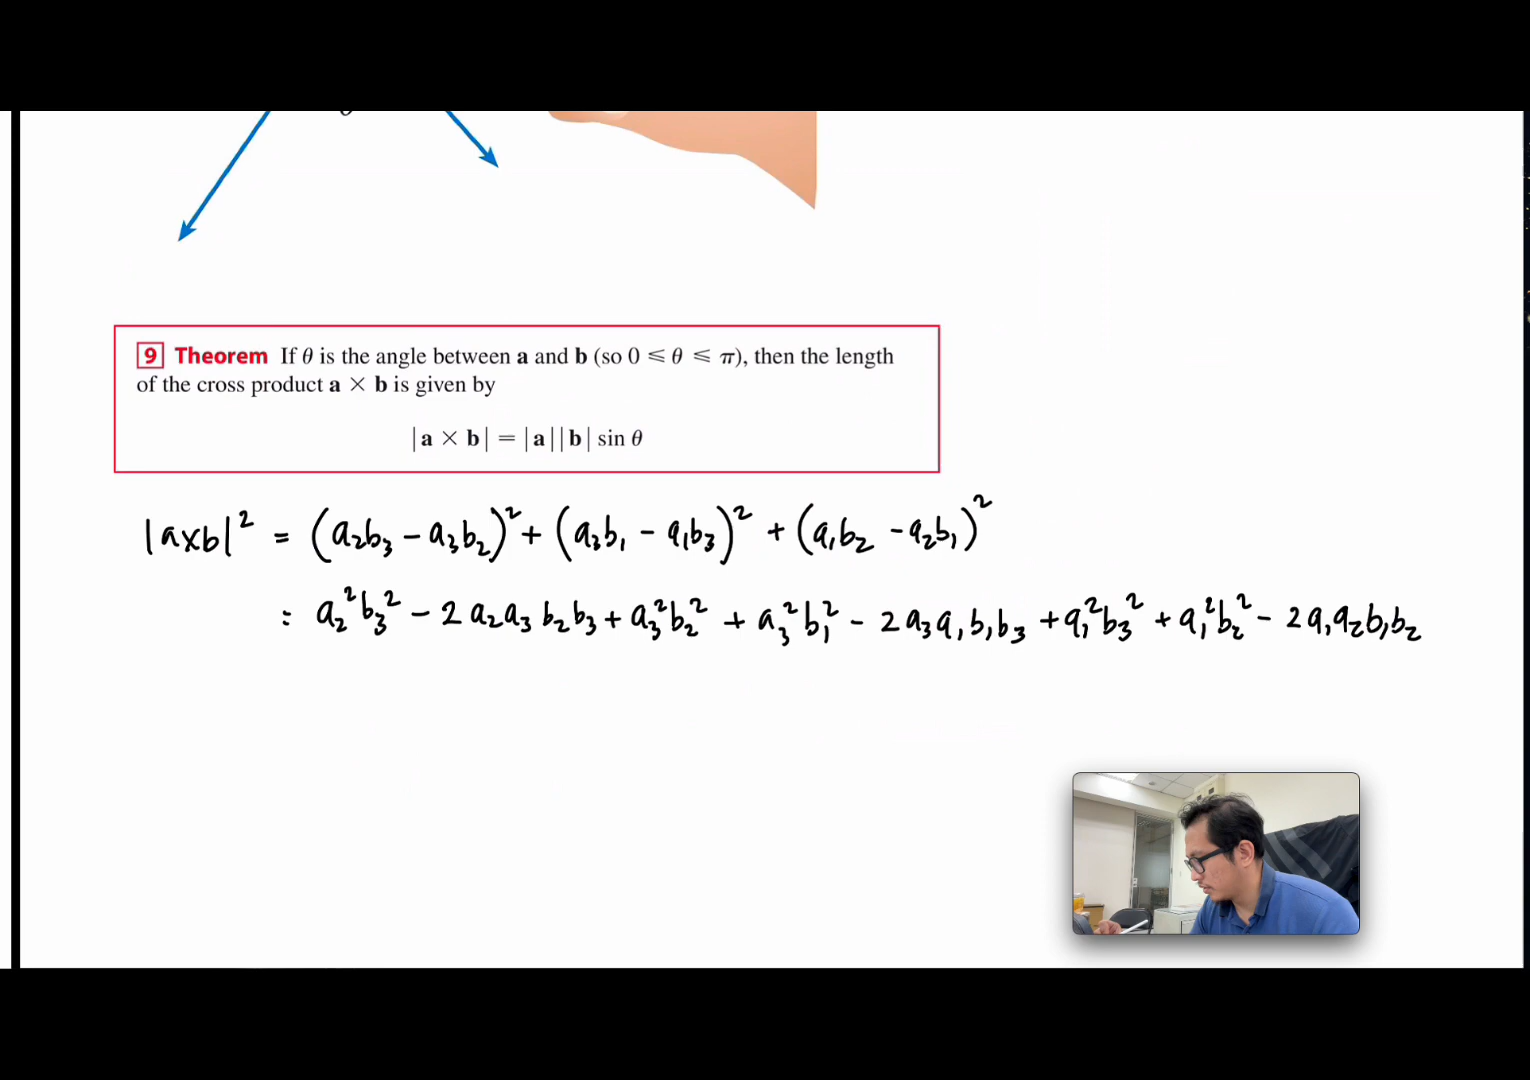 θ
9 Theorem If θ is the angle between a and b (so 0 ⩽ θ ⩽ π), then the length
of the cross product a × b is given by
|a × b| = |a||b| sin θ
|a×b|² = (a₂b₃ − a₃b₂)² + (a₃b₁ − a₁b₃)² + (a₁b₂ − a₂b₁)²
= a₂²b₃² − 2a₂a₃b₂b₃ + a₃²b₂² + a₃²b₁² − 2a₃a₁b₁b₃ + a₁²b₃² + a₁²b₂² − 2a₁a₂b₁b₂